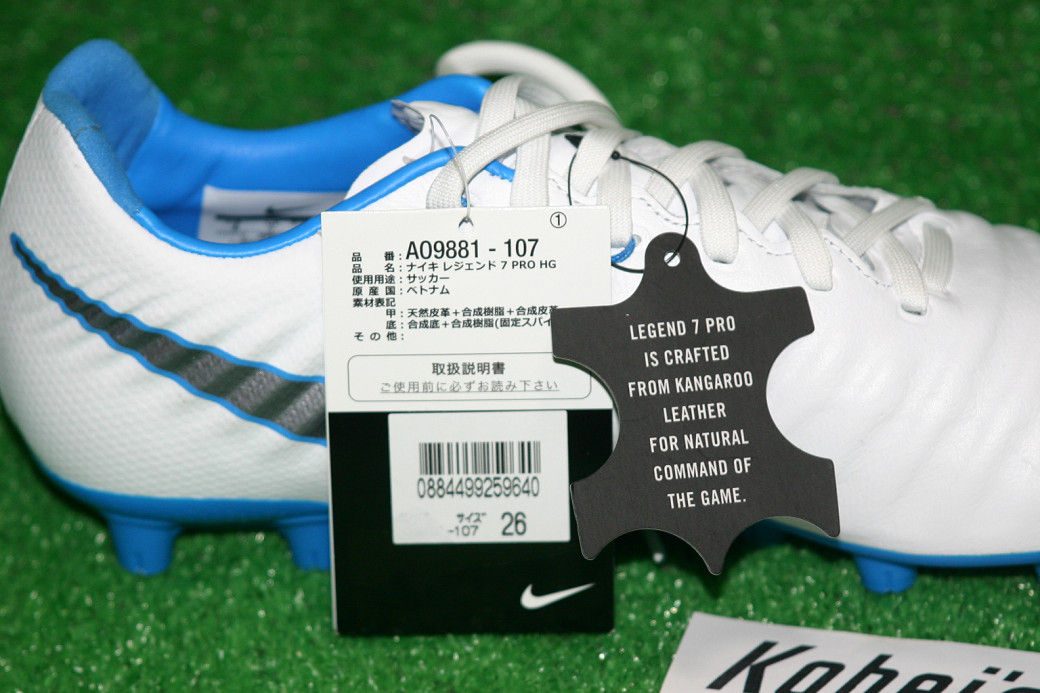 ①
品 番：AO9881 - 107
品 名：ナイキ レジェンド 7 PRO HG
使用用途：サッカー
原 産 国：ベトナム
素材表記
甲：天然皮革＋合成樹脂＋合成皮革
底：合成底＋合成樹脂(固定スパイ
そ の 他：
取扱説明書
ご使用前に必ずお読み下さい
0884499259640
サイズ
-107 26
LEGEND 7 PRO
IS CRAFTED
FROM KANGAROO
LEATHER
FOR NATURAL
COMMAND OF
THE GAME.
Kohei's